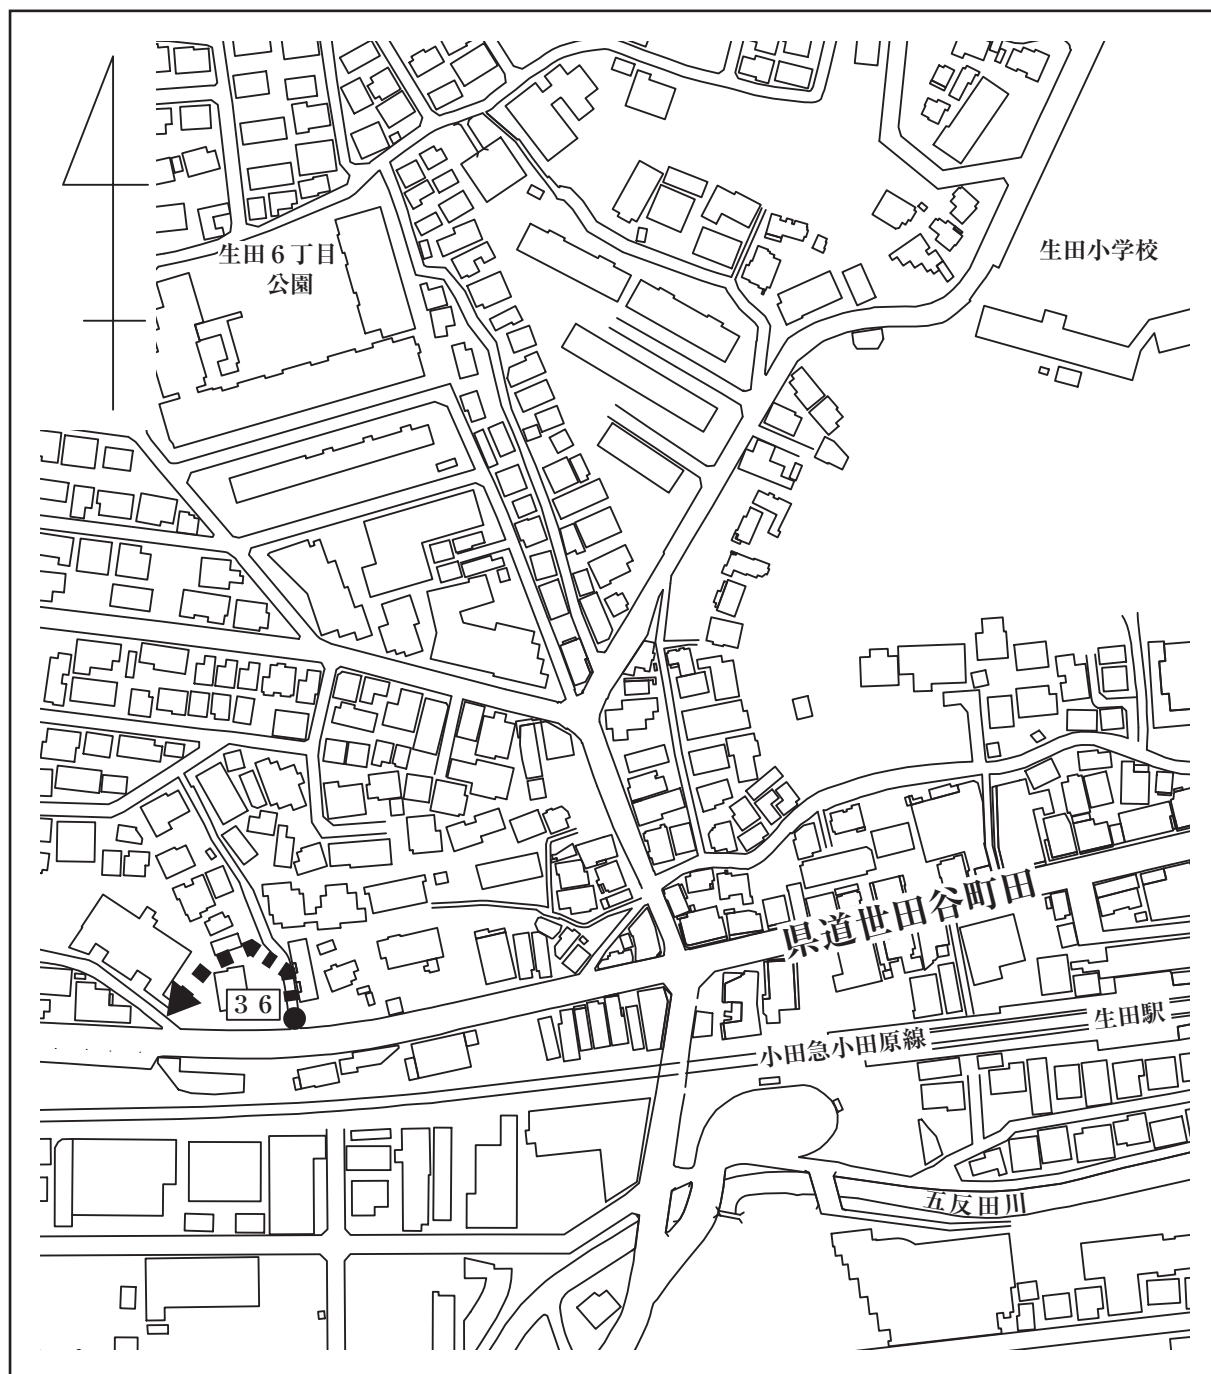 生田６丁目
公園
生田小学校
県道世田谷町田
３６
生田駅
小田急小田原線
五反田川